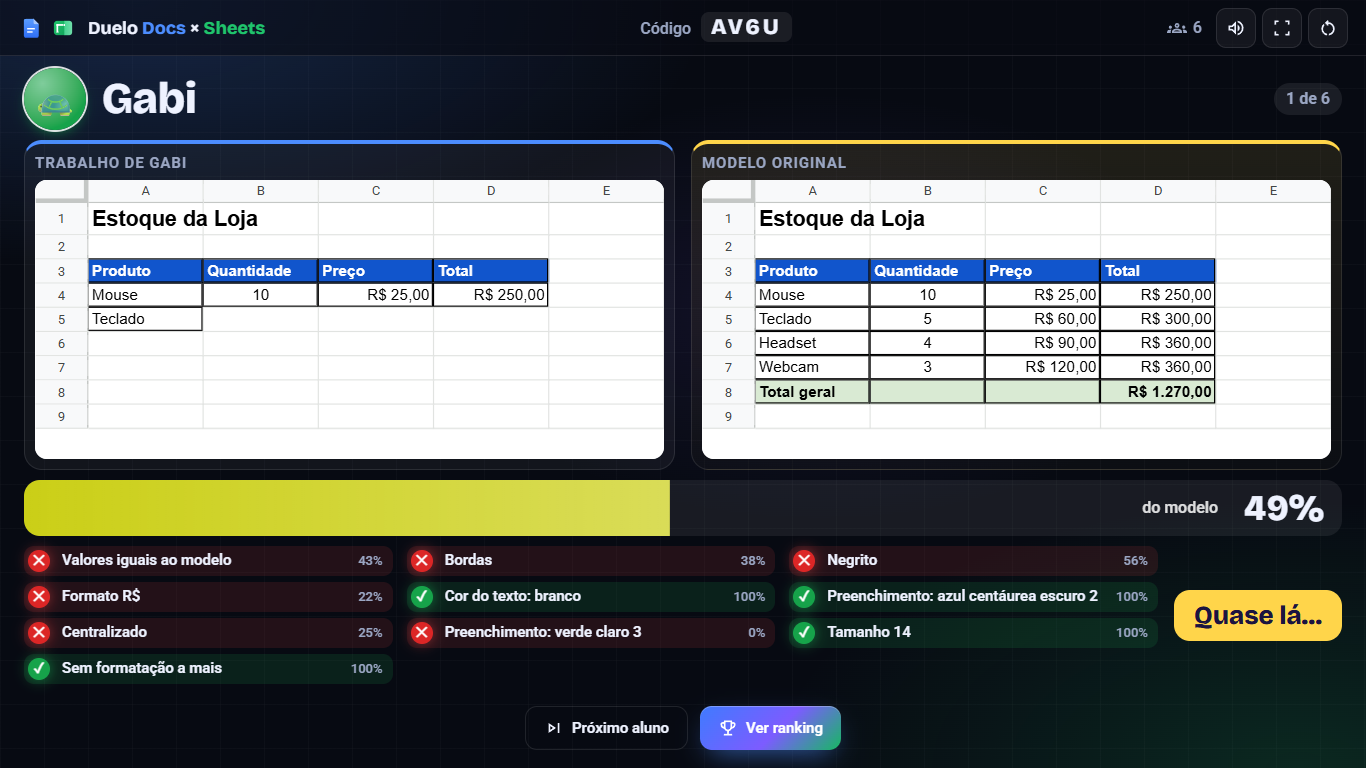 Duelo Docs × Sheets
Código AV6U
6
Gabi
1 de 6
TRABALHO DE GABI
A B C D E
1 Estoque da Loja
2
3 Produto Quantidade Preço Total
4 Mouse 10 R$ 25,00 R$ 250,00
5 Teclado
6
7
8
9
MODELO ORIGINAL
A B C D E
1 Estoque da Loja
2
3 Produto Quantidade Preço Total
4 Mouse 10 R$ 25,00 R$ 250,00
5 Teclado 5 R$ 60,00 R$ 300,00
6 Headset 4 R$ 90,00 R$ 360,00
7 Webcam 3 R$ 120,00 R$ 360,00
8 Total geral R$ 1.270,00
9
do modelo 49%
Valores iguais ao modelo 43%
Bordas 38%
Negrito 56%
Formato R$ 22%
Cor do texto: branco 100%
Preenchimento: azul centáurea escuro 2 100%
Centralizado 25%
Preenchimento: verde claro 3 0%
Tamanho 14 100%
Sem formatação a mais 100%
Quase lá...
Próximo aluno
Ver ranking